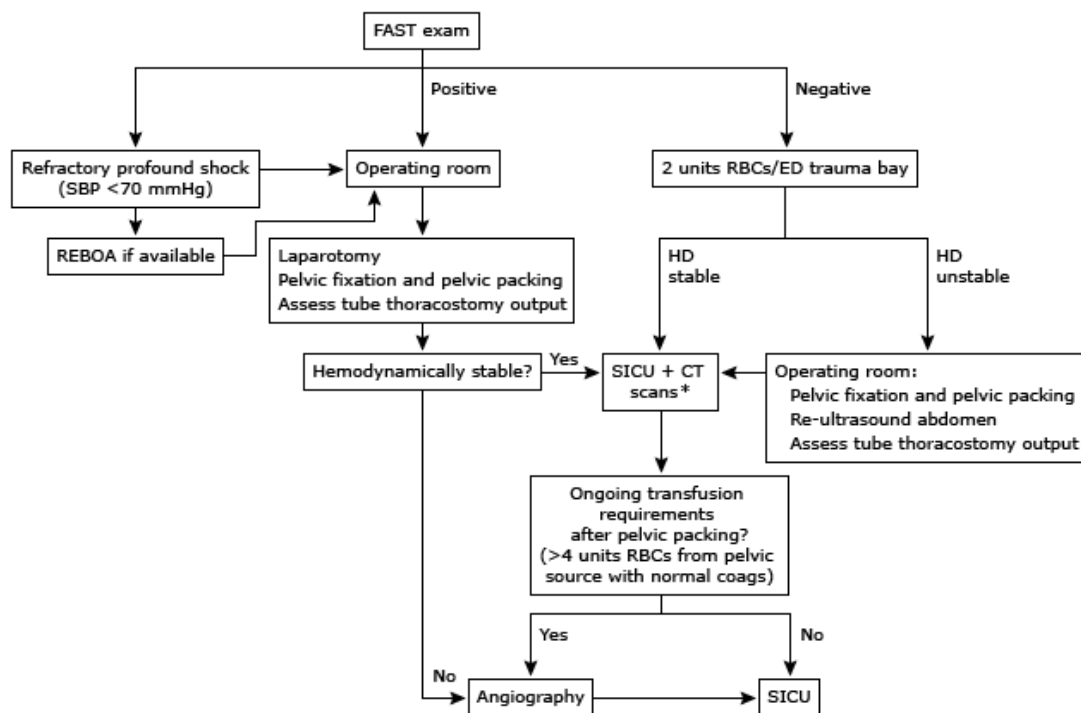 FAST exam
Positive
Negative
Refractory profound shock
(SBP <70 mmHg)
Operating room
2 units RBCs/ED trauma bay
REBOA if available
Laparotomy
Pelvic fixation and pelvic packing
Assess tube thoracostomy output
HD
stable
HD
unstable
Hemodynamically stable?
Yes
SICU + CT
scans*
Operating room:
Pelvic fixation and pelvic packing
Re-ultrasound abdomen
Assess tube thoracostomy output
Ongoing transfusion
requirements
after pelvic packing?
(>4 units RBCs from pelvic
source with normal coags)
Yes
No
No
Angiography
SICU